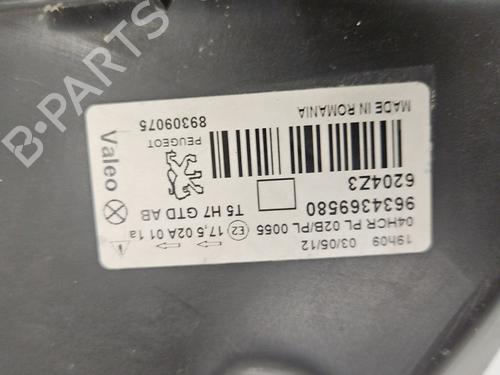 B-PARTS
Valeo
PEUGEOT
89309075
MADE IN ROMANIA
T5 H7 GTD AB
6204Z3
9634369580
E2 17,5 02A 01 1a
04HCR PL 02B/PL 0055
03/05/12
19h09